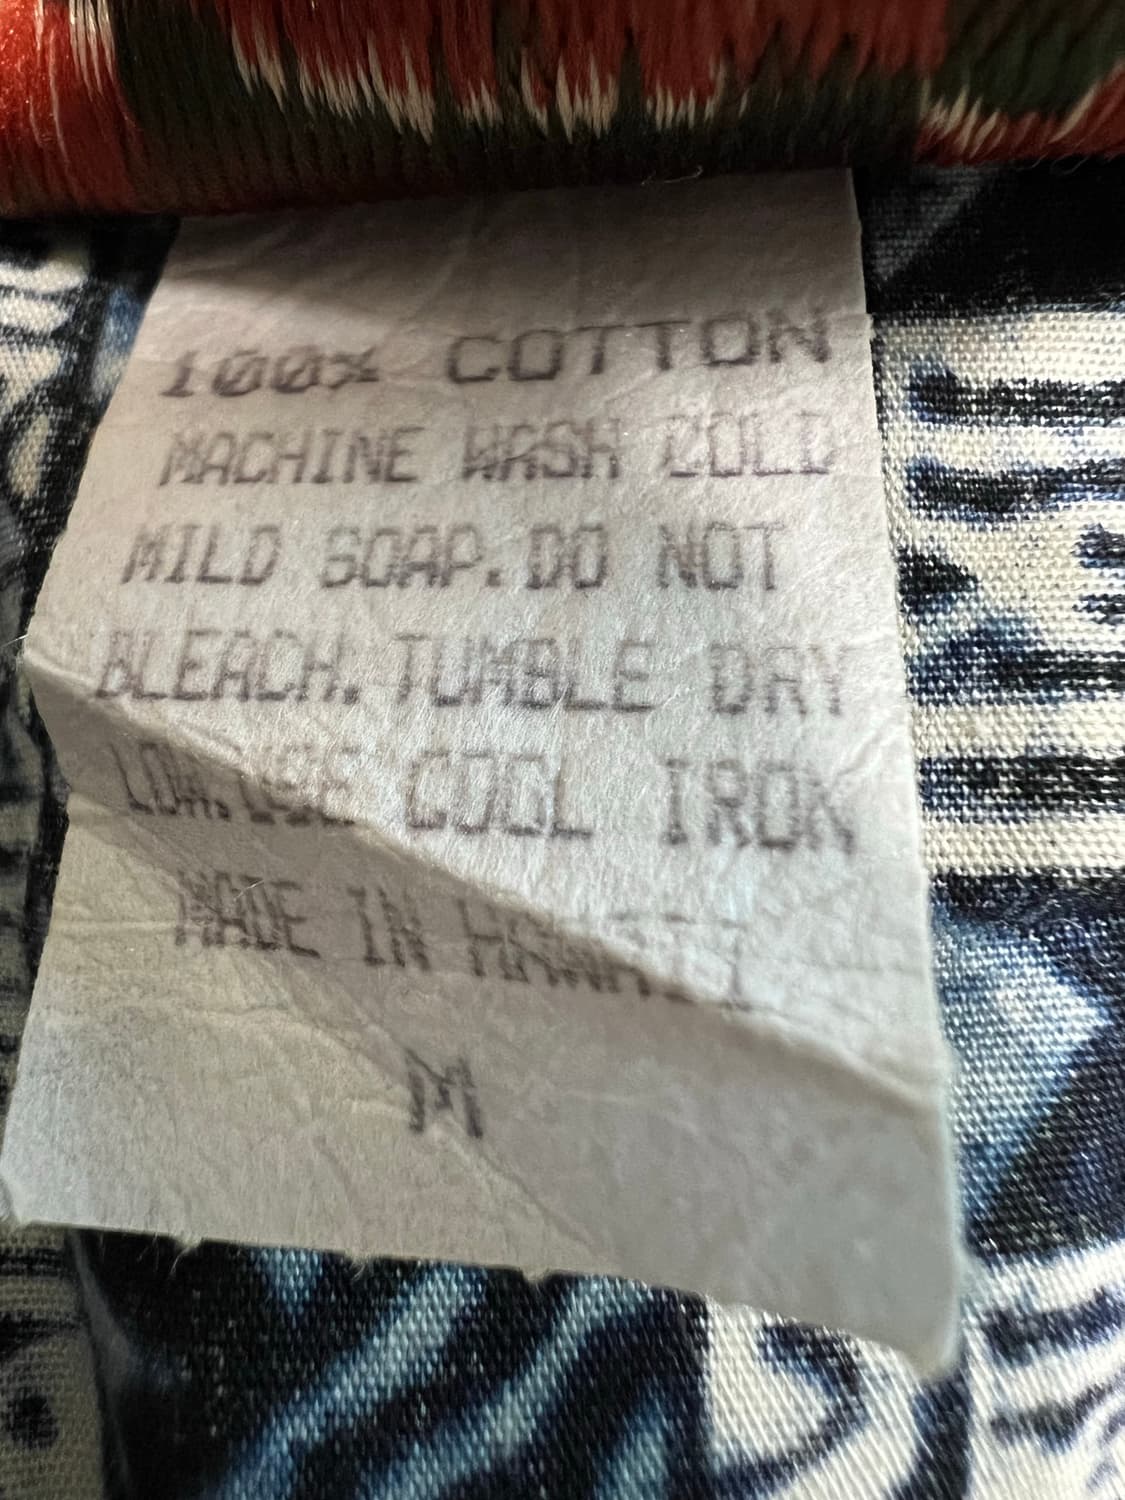 100% COTTON
MACHINE WASH COLD
MILD SOAP.DO NOT
BLEACH.TUMBLE DRY
LOW.USE COOL IRON
MADE IN HAWAII
M